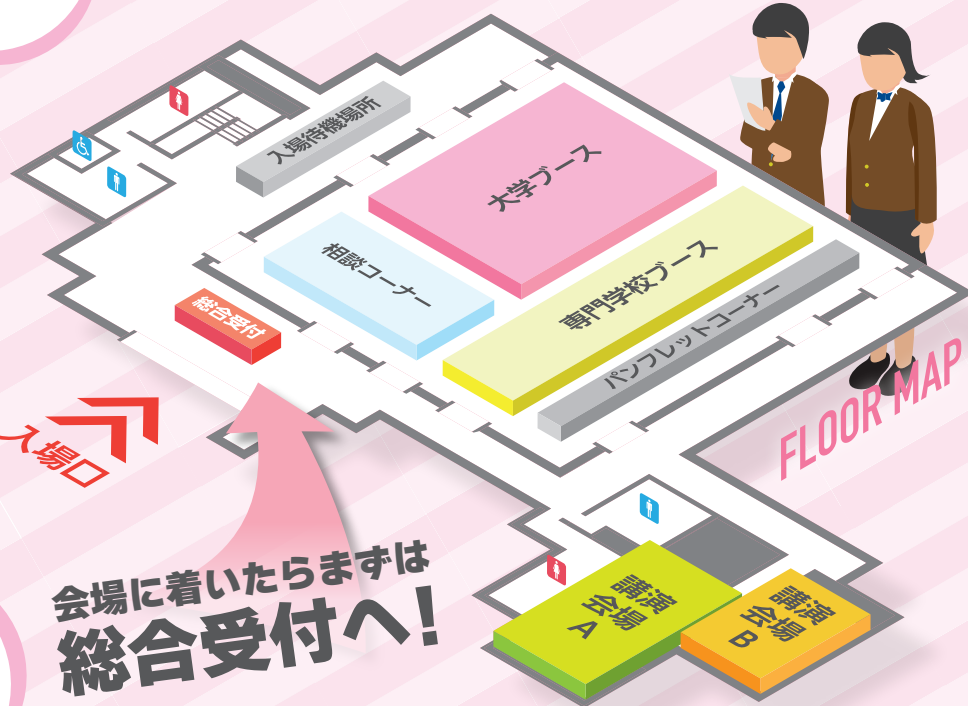 入場待機場所
大学ブース
相談コーナー
専門学校ブース
総合受付
パンフレットコーナー
FLOOR MAP
入場口
会場に着いたらまずは
総合受付へ!
講演
会場
A
講演
会場
B